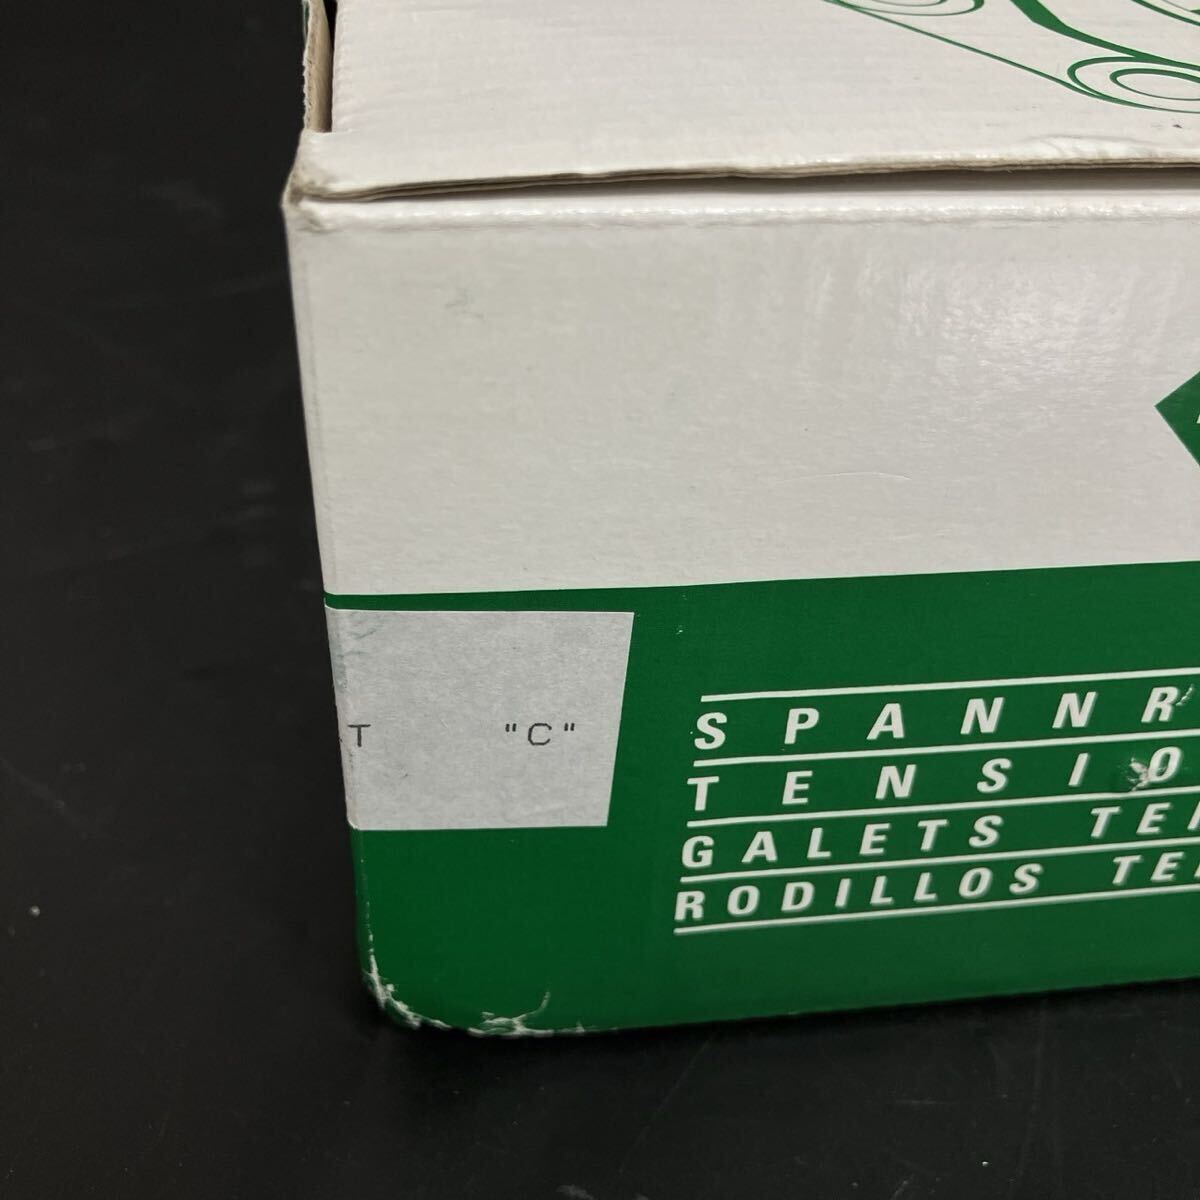 T "C"
SPANNR
TENSIO
GALETS TE
RODILLOS TE